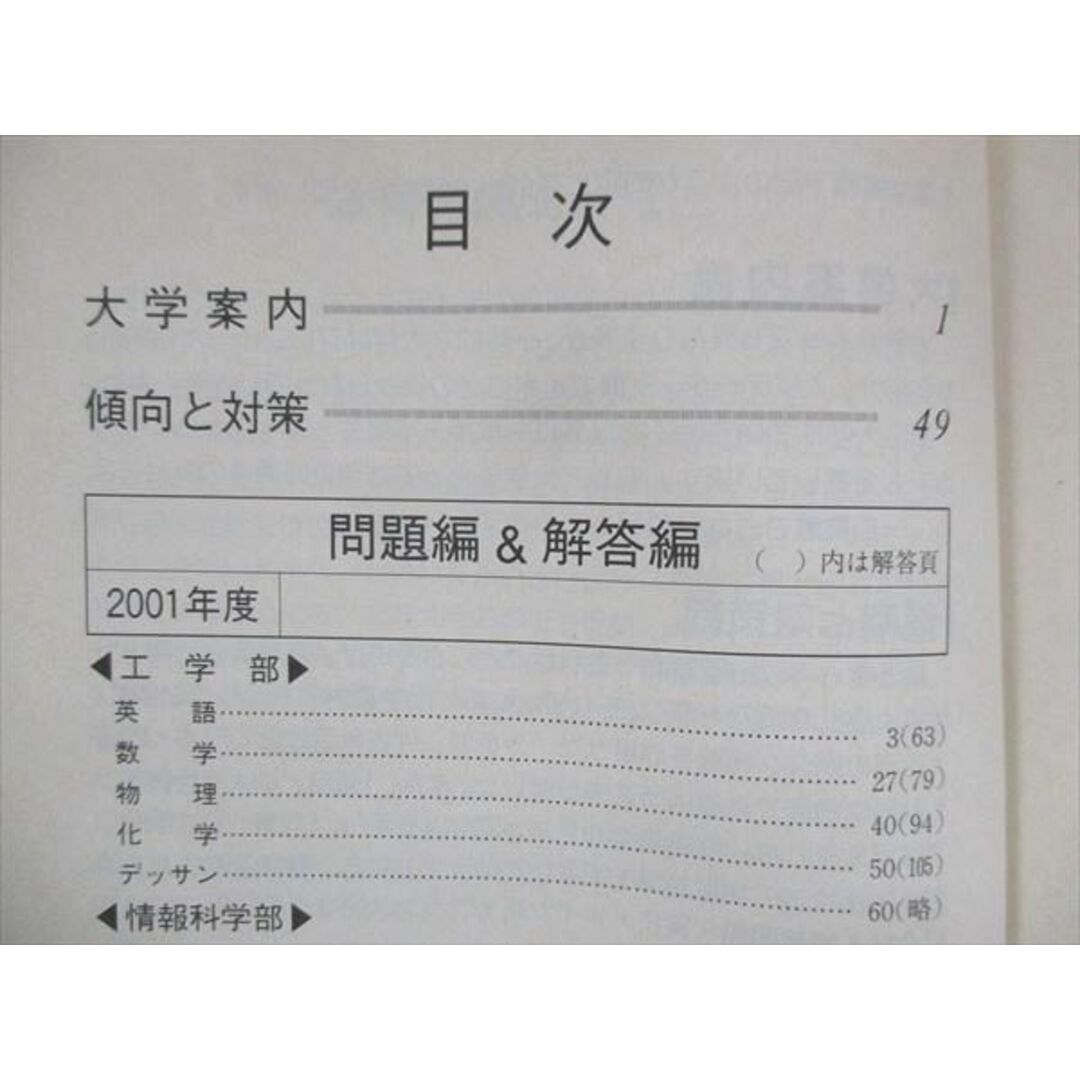 目 次
大学案内 1
傾向と対策 49
問題編 & 解答編 （ ）内は解答頁
2001年度
◀工 学 部▶
英 語 3(63)
数 学 27(79)
物 理 40(94)
化 学 50(105)
デッサン 60(略)
◀情報科学部▶